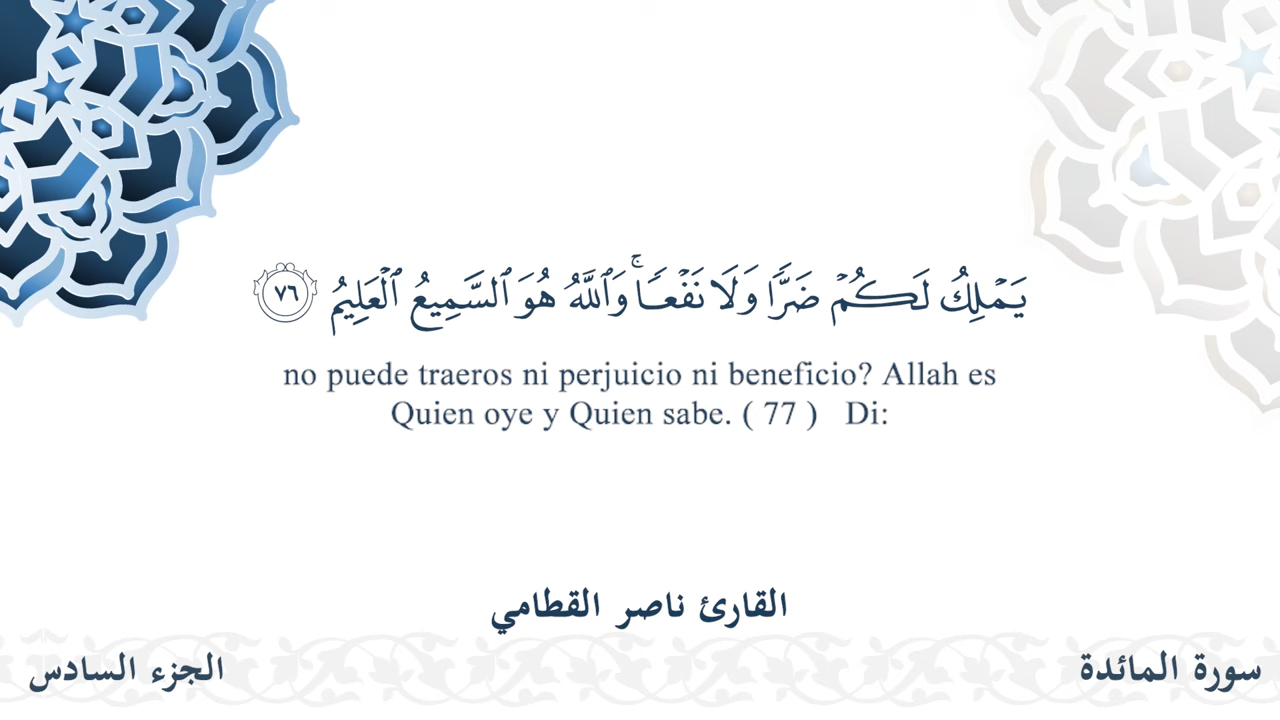 يَمۡلِكُ لَكُمۡ ضَرّٗا وَلَا نَفۡعٗاۚ وَٱللَّهُ هُوَ ٱلسَّمِيعُ ٱلۡعَلِيمُ ٧٦
no puede traeros ni perjuicio ni beneficio? Allah es
Quien oye y Quien sabe. ( 77 ) Di:
القارئ ناصر القطامي
سورة المائدة
الجزء السادس